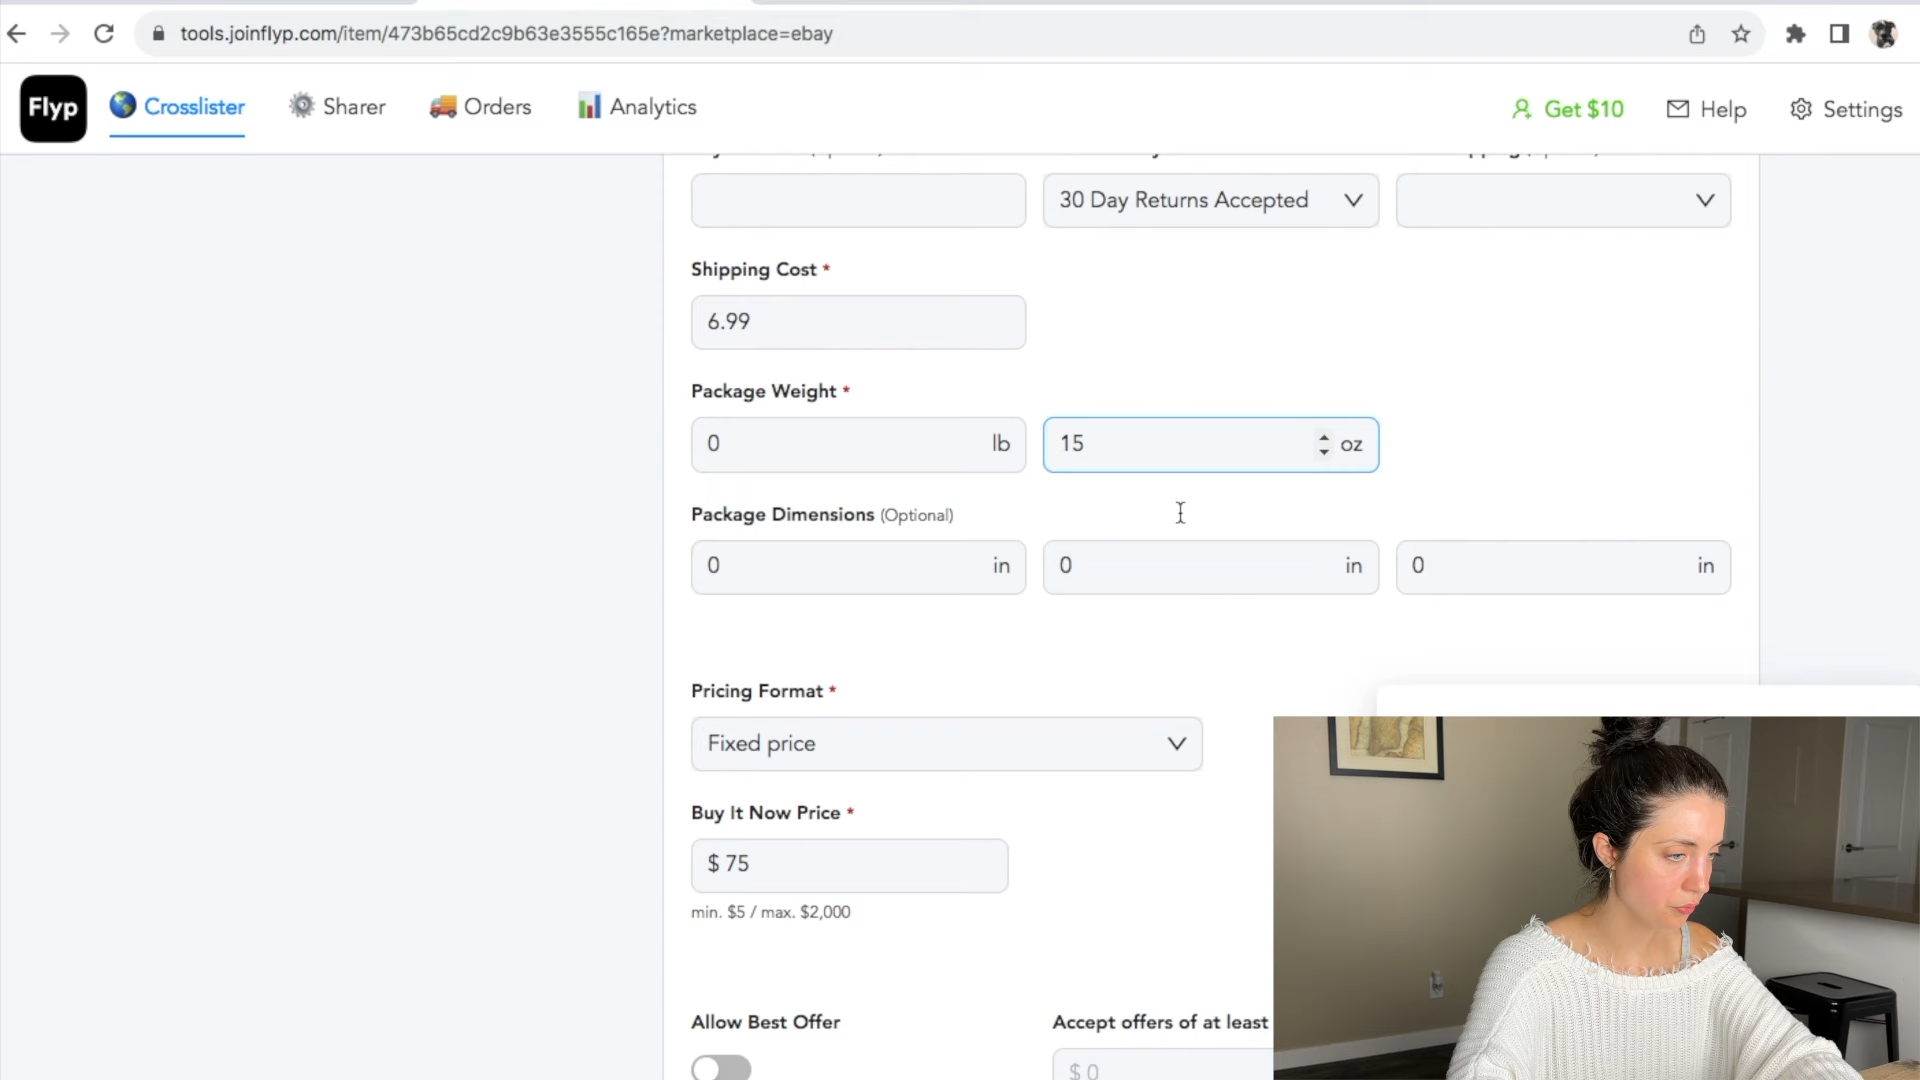 tools.joinflyp.com/item/473b65cd2c9b63e3555c165e?marketplace=ebay
Flyp
Crosslister
Sharer
Orders
Analytics
Get $10
Help
Settings
30 Day Returns Accepted
Shipping Cost *
6.99
Package Weight *
0 lb
15 oz
Package Dimensions (Optional)
0 in
0 in
0 in
Pricing Format *
Fixed price
Buy It Now Price *
$ 75
min. $5 / max. $2,000
Allow Best Offer
Accept offers of at least
$ 0